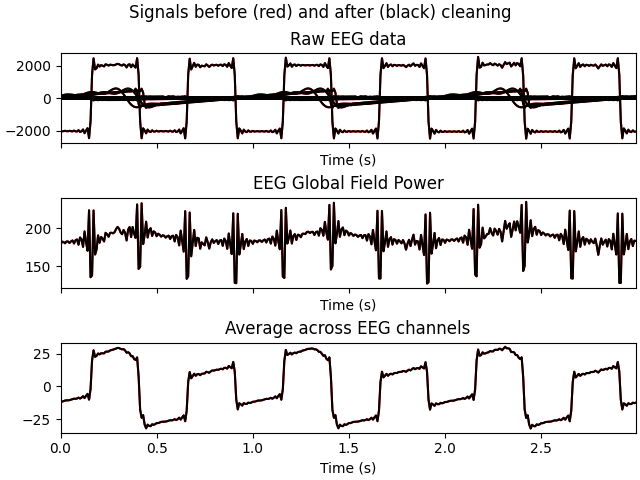 Signals before (red) and after (black) cleaning
Raw EEG data
2000
0
−2000
Time (s)
EEG Global Field Power
200
150
Time (s)
Average across EEG channels
25
0
−25
0.0 0.5 1.0 1.5 2.0 2.5
Time (s)